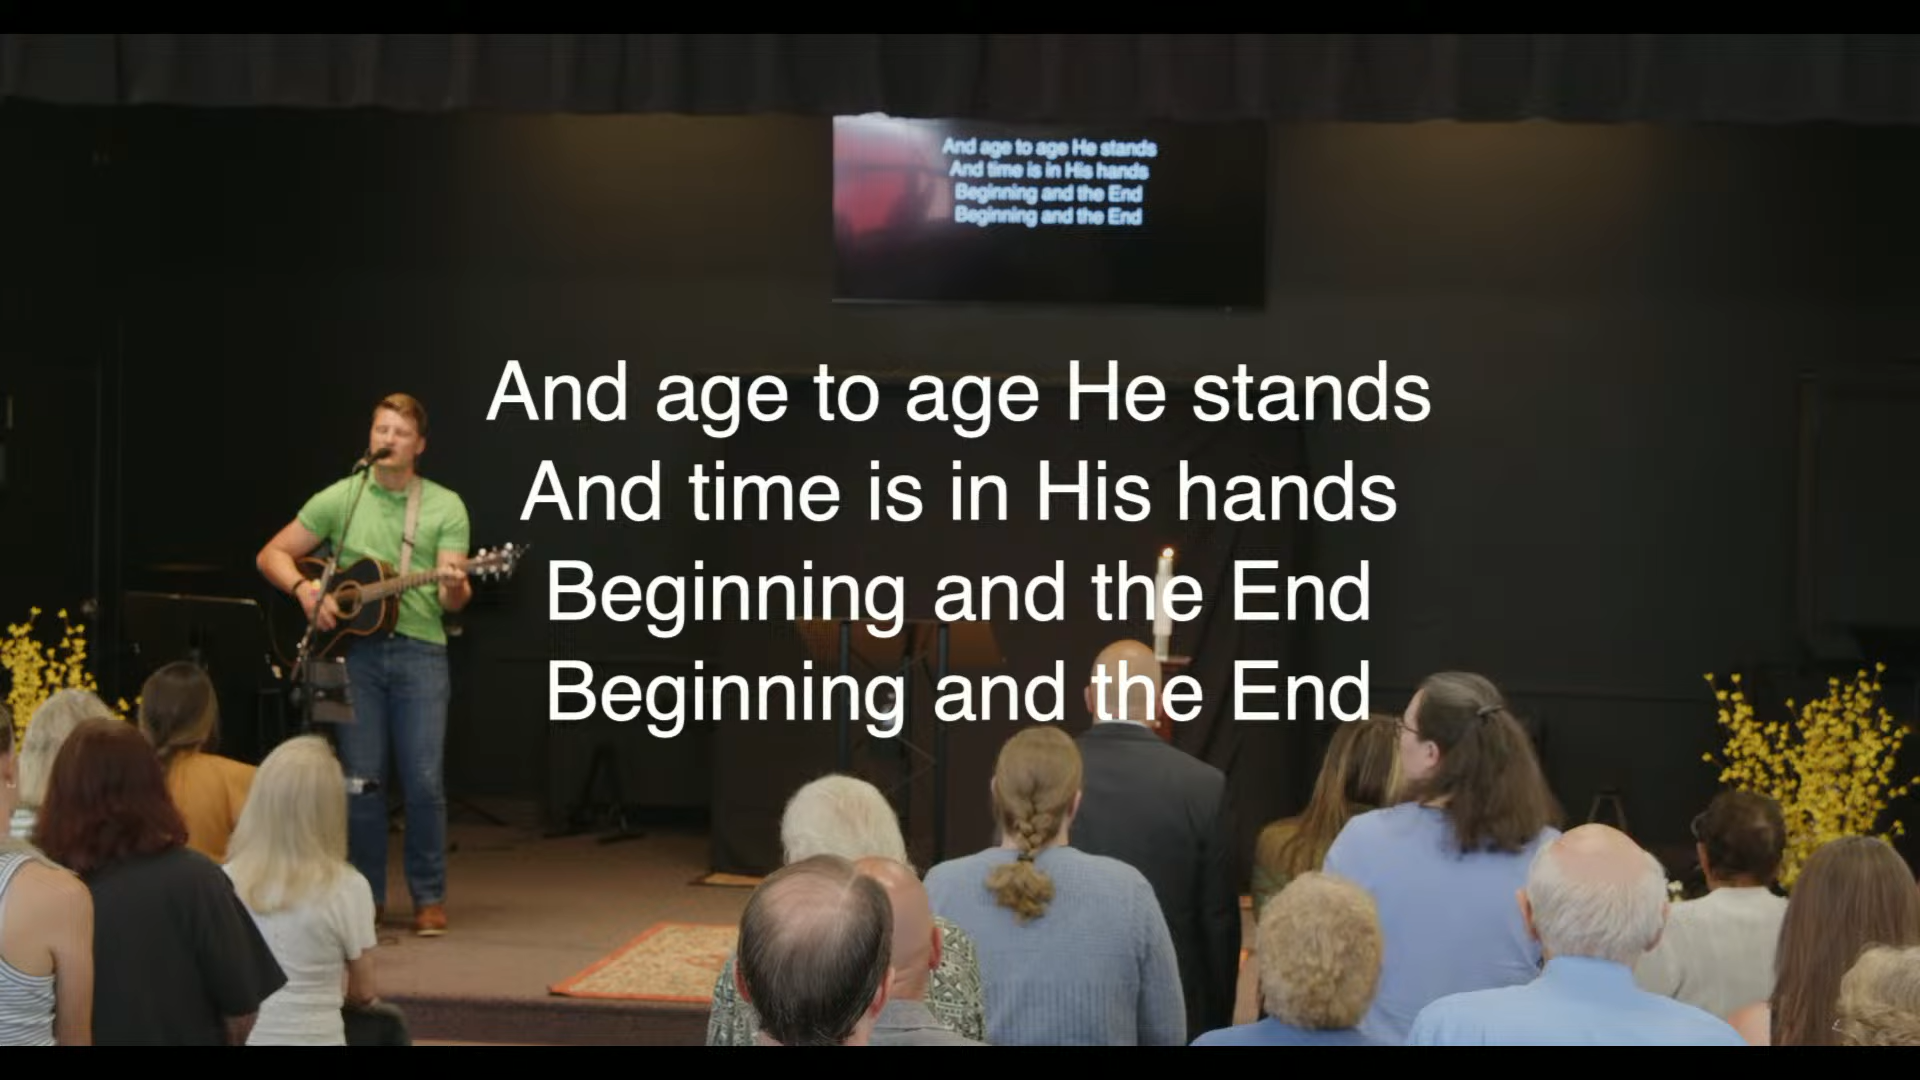 And age to age He stands
And time is in His hands
Beginning and the End
Beginning and the End
And age to age He stands
And time is in His hands
Beginning and the End
Beginning and the End